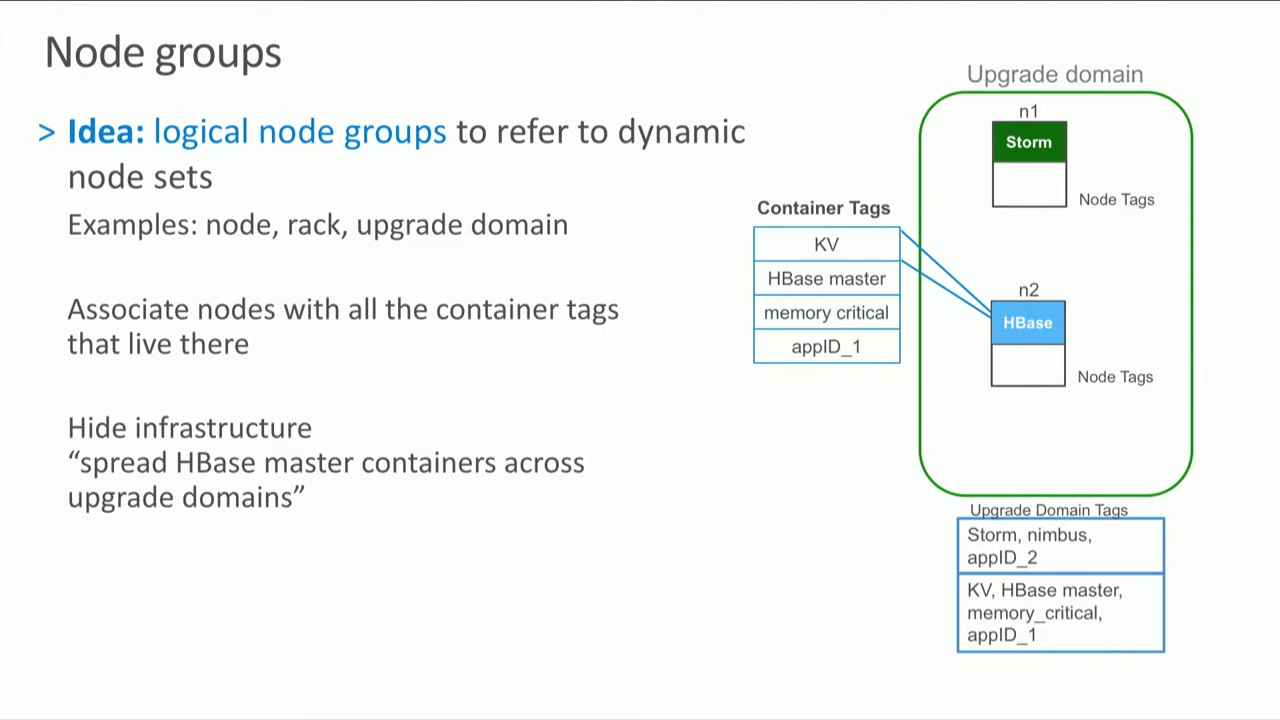 Node groups
> Idea: logical node groups to refer to dynamic
node sets
Examples: node, rack, upgrade domain
Associate nodes with all the container tags
that live there
Hide infrastructure
“spread HBase master containers across
upgrade domains”
Container Tags
KV
HBase master
memory critical
appID_1
Upgrade domain
n1
Storm
Node Tags
n2
HBase
Node Tags
Upgrade Domain Tags
Storm, nimbus,
appID_2
KV, HBase master,
memory_critical,
appID_1